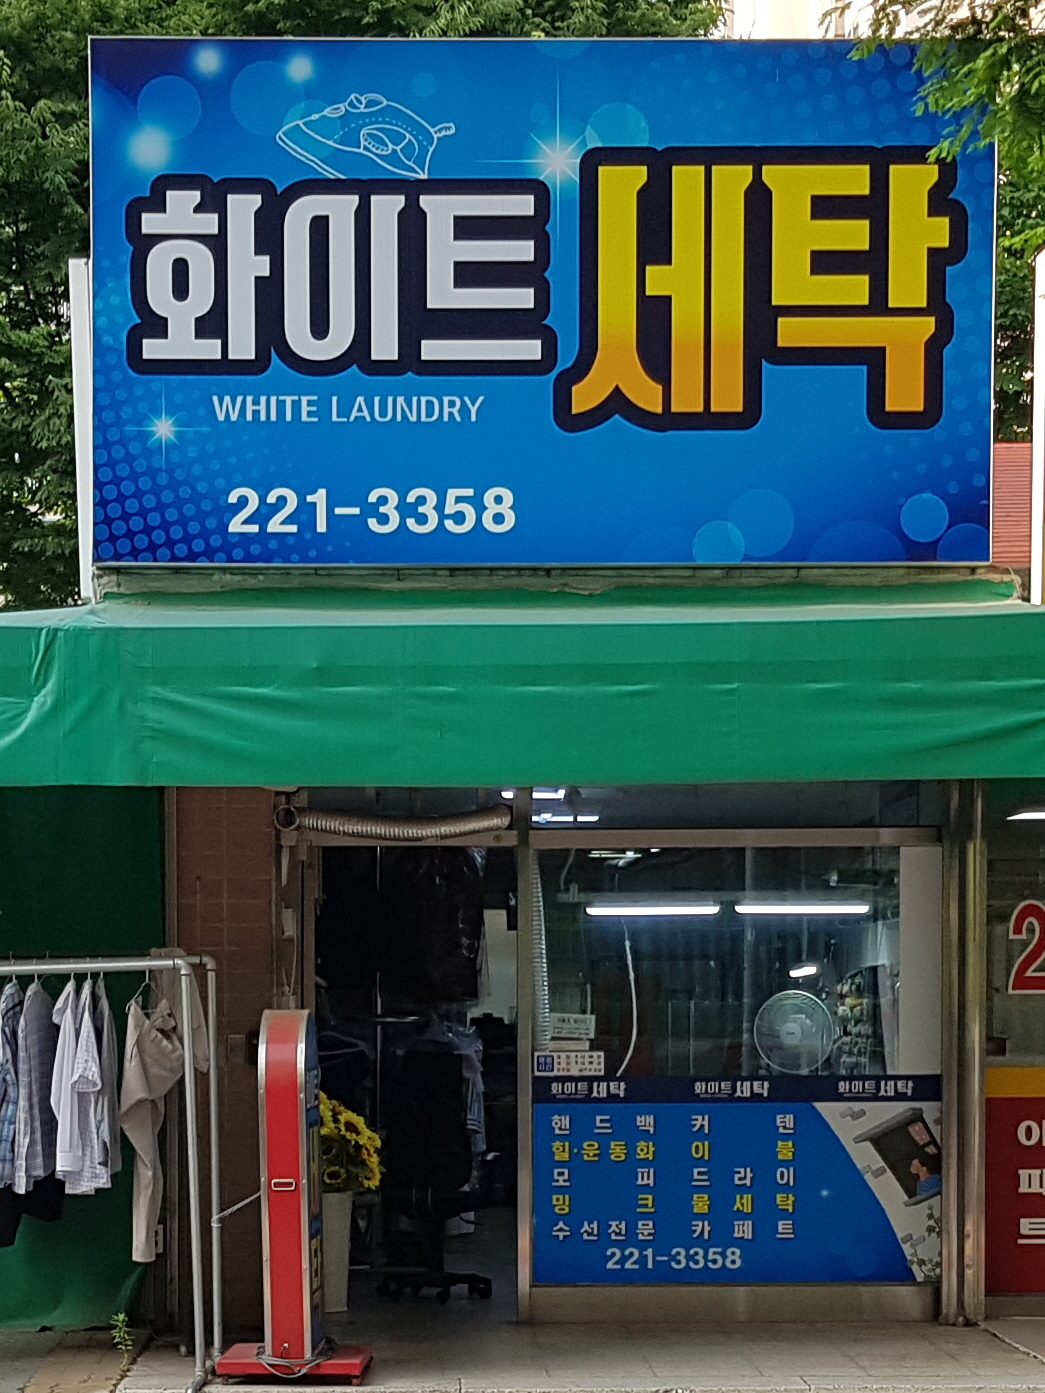 화이트 세탁
WHITE LAUNDRY
221-3358
화이트세탁 화이트세탁 화이트세탁
핸드백 커텐
힐·운동화 이불
모피 드라이
밍크 물세탁
수선전문 카페트
221-3358
2